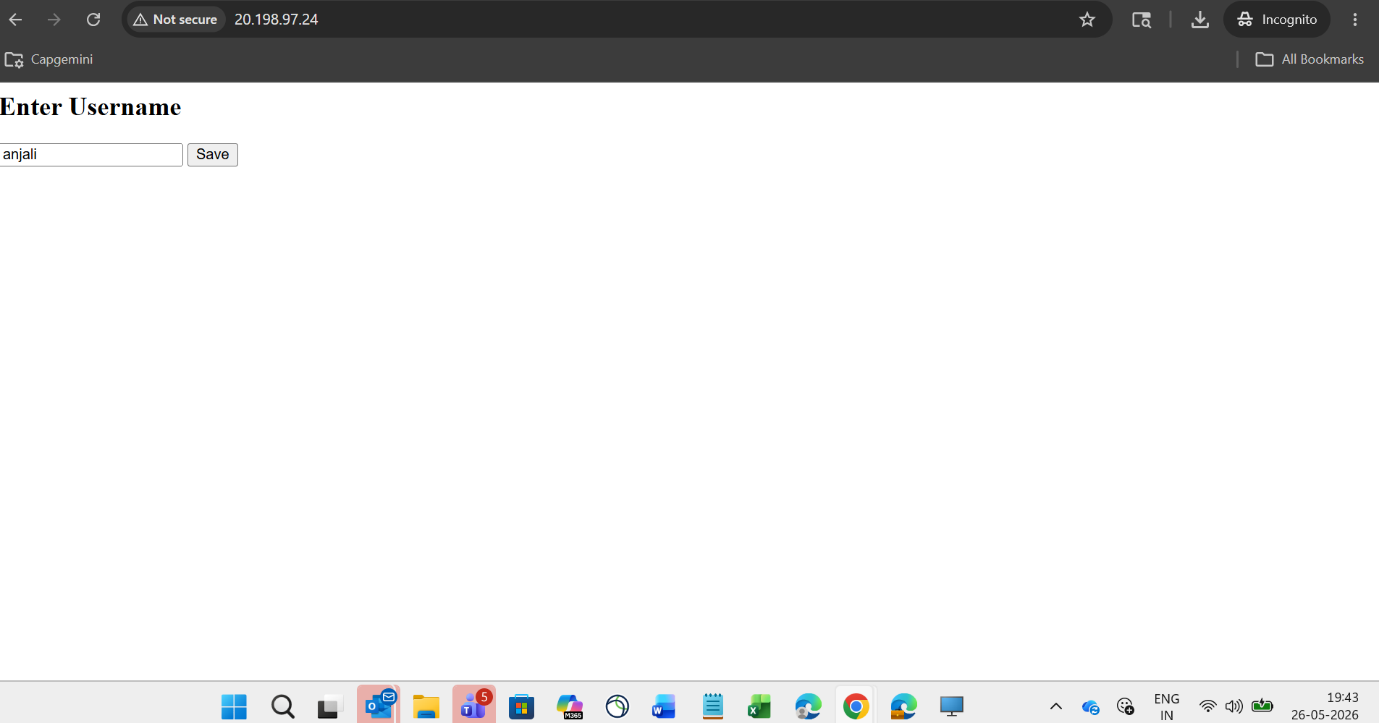 Not secure 20.198.97.24 Incognito
Capgemini All Bookmarks
Enter Username
anjali Save
5
M365
ENG
IN
19:43
26-05-2026